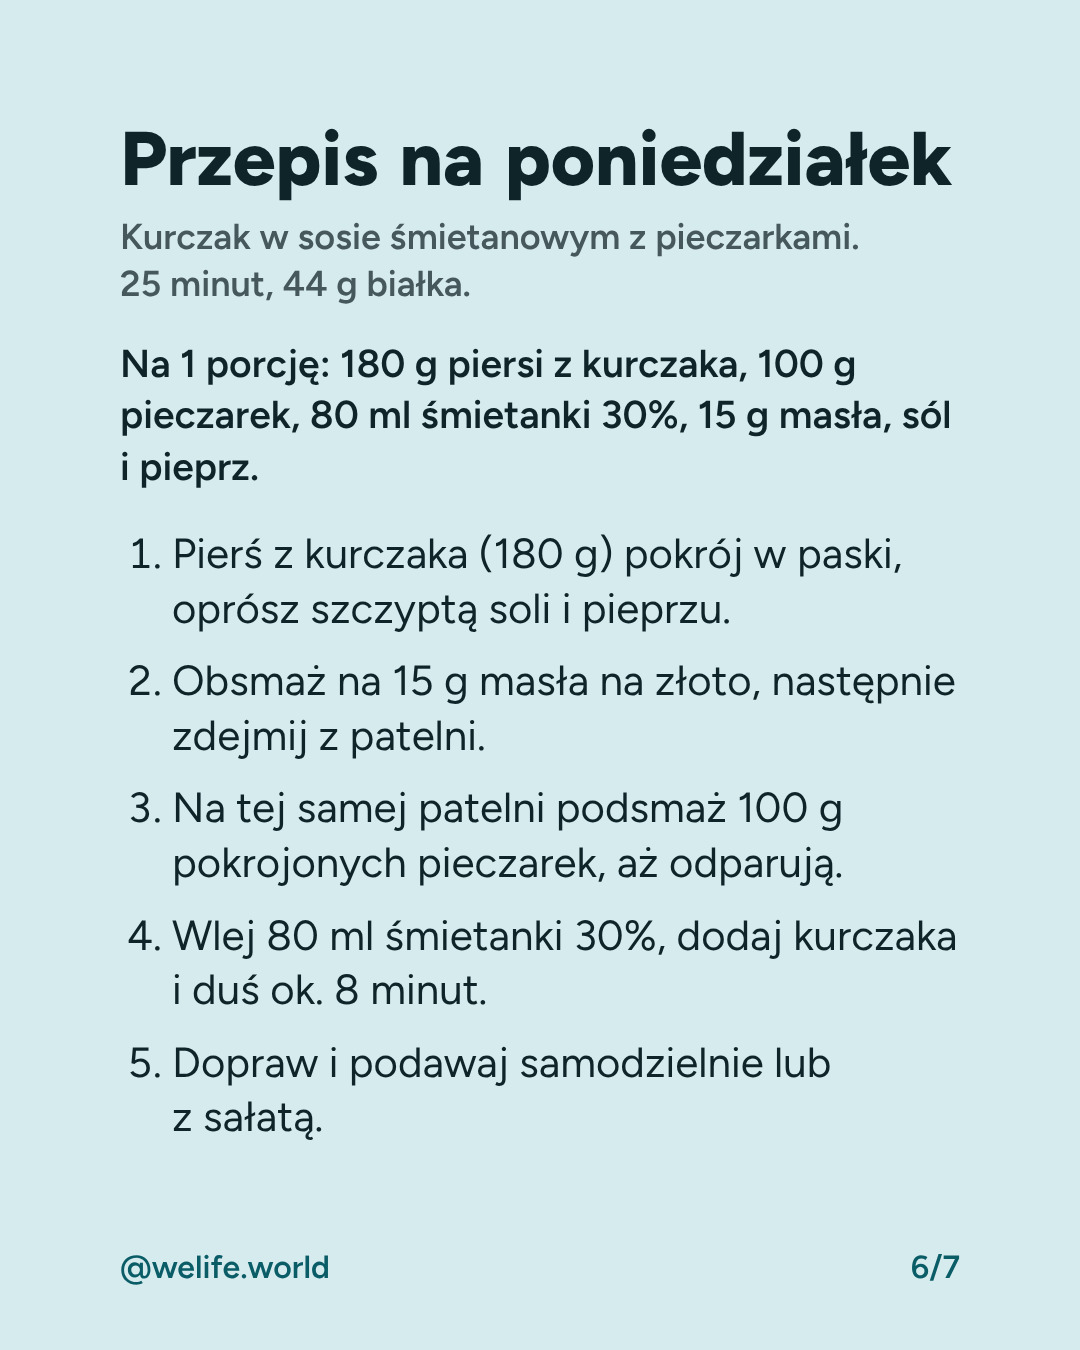 Przepis na poniedziałek
Kurczak w sosie śmietanowym z pieczarkami.
25 minut, 44 g białka.
Na 1 porcję: 180 g piersi z kurczaka, 100 g
pieczarek, 80 ml śmietanki 30%, 15 g masła, sól
i pieprz.
1. Pierś z kurczaka (180 g) pokrój w paski,
oprósz szczyptą soli i pieprzu.
2. Obsmaż na 15 g masła na złoto, następnie
zdejmij z patelni.
3. Na tej samej patelni podsmaż 100 g
pokrojonych pieczarek, aż odparują.
4. Wlej 80 ml śmietanki 30%, dodaj kurczaka
i duś ok. 8 minut.
5. Dopraw i podawaj samodzielnie lub
z sałatą.
@welife.world
6/7